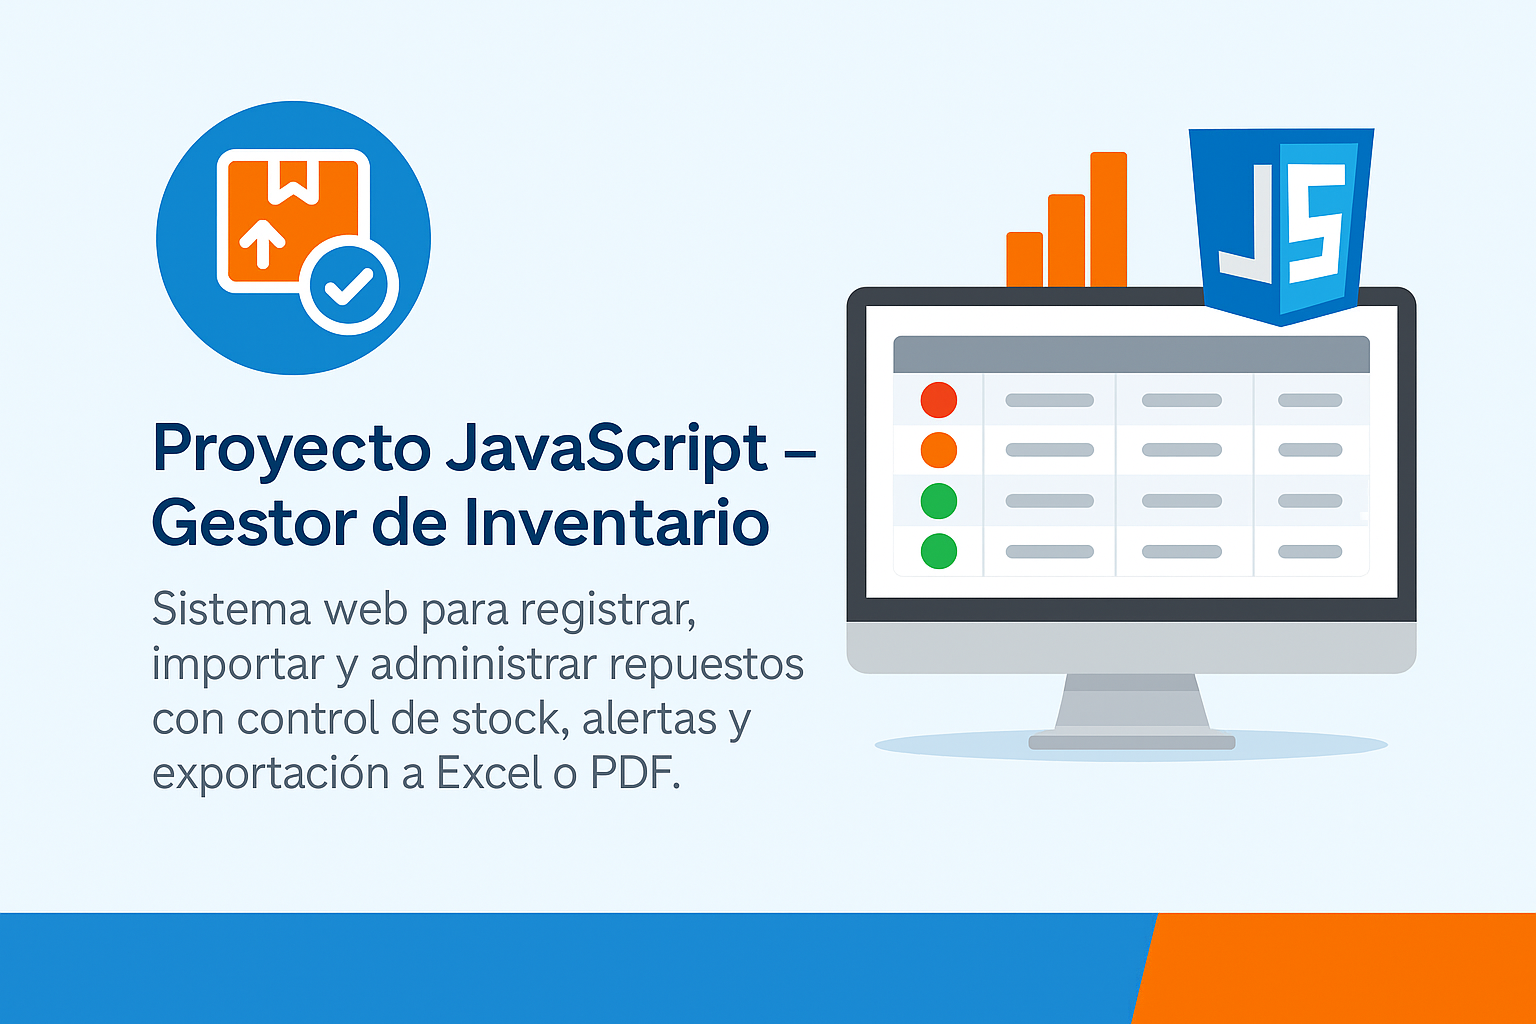 JS
Proyecto JavaScript –
Gestor de Inventario
Sistema web para registrar,
importar y administrar repuestos
con control de stock, alertas y
exportación a Excel o PDF.